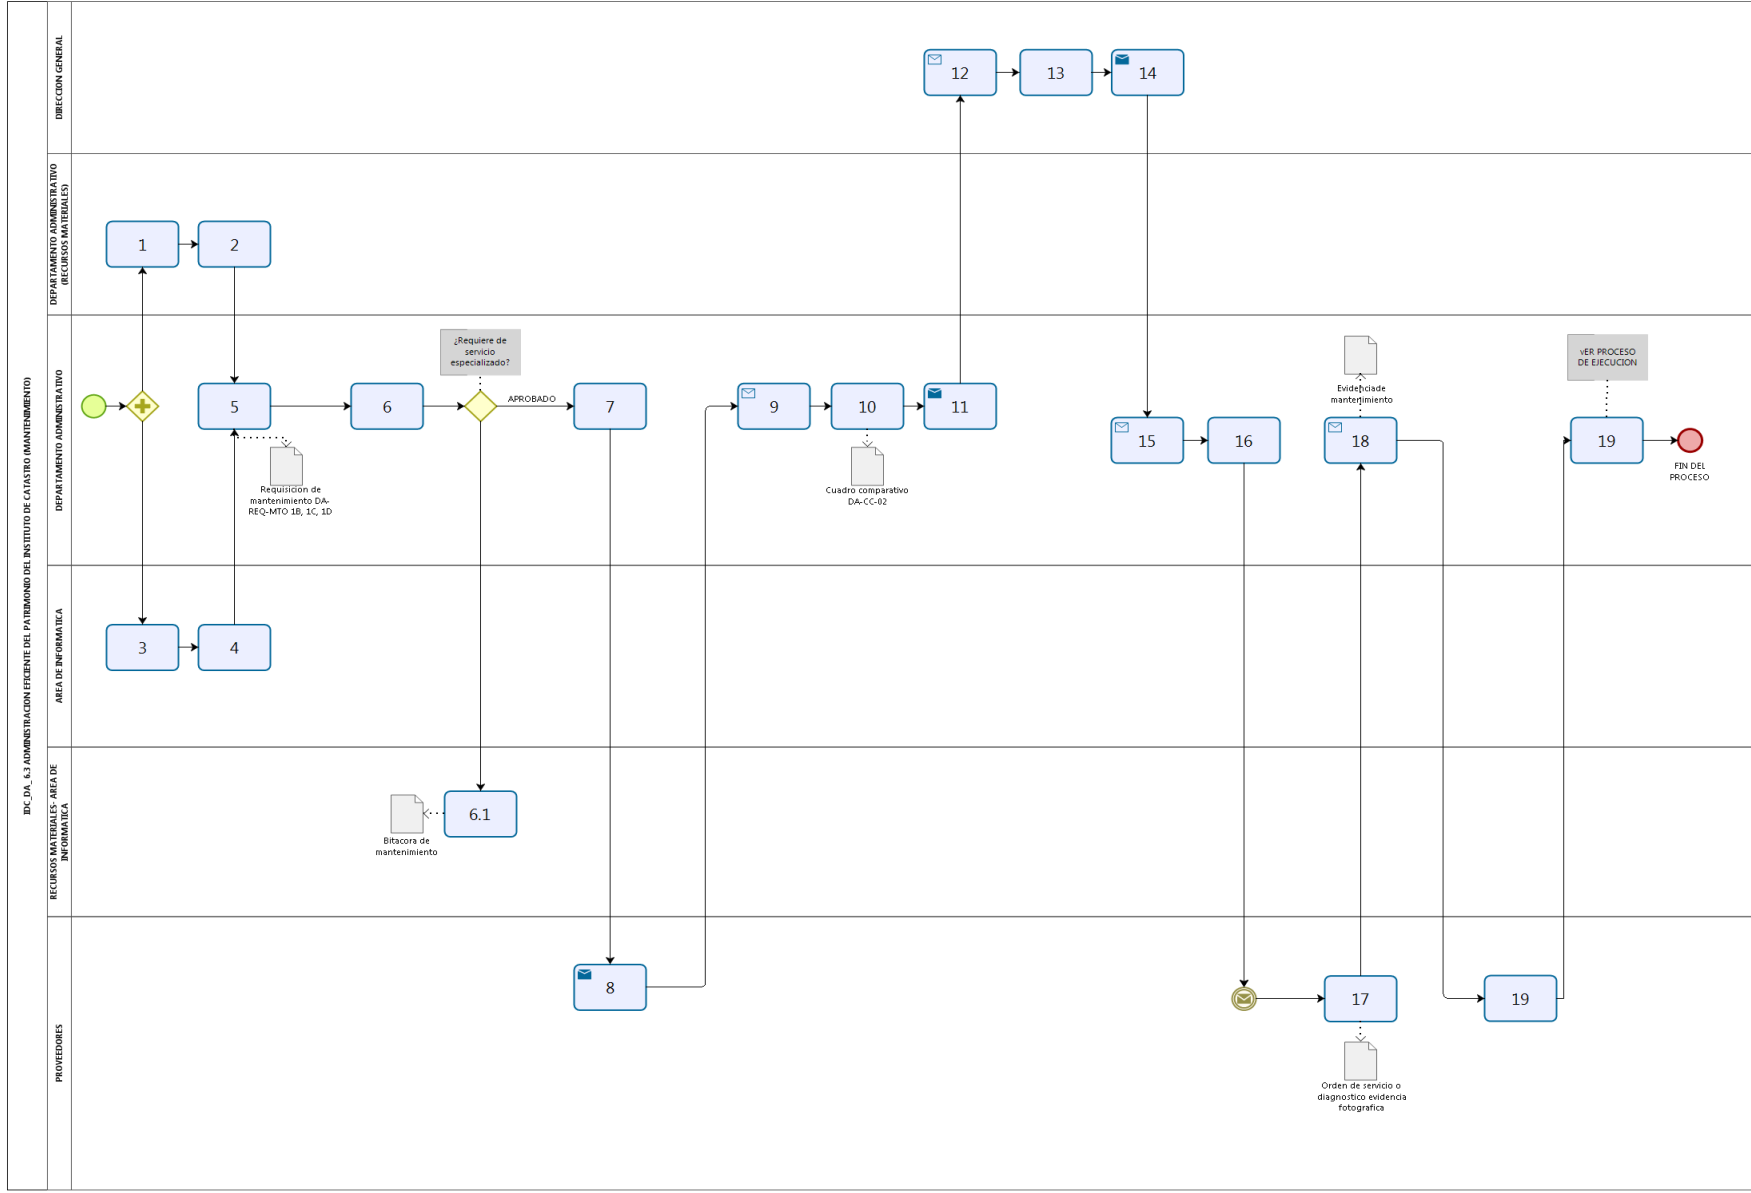 IDC_DA_ 6.3 ADMINISTRACION EFICIENTE DEL PATRIMONIO DEL INSTITUTO DE CATASTRO (MANTENIMIENTO)
DIRECCION GENERAL
12
13
14
DEPARTAMENTO ADMINISTRATIVO
(RECURSOS MATERIALES)
1
2
DEPARTAMENTO ADMINISTRATIVO
¿Requiere de
servicio
especializado?
5
6
APROBADO
7
9
10
11
Requisicion de
mantenimiento DA-
REQ-MTO 1B, 1C, 1D
Cuadro comparativo
DA-CC-02
15
16
Evidenciade
mantenimiento
18
vER PROCESO
DE EJECUCION
19
FIN DEL
PROCESO
AREA DE INFORMATICA
3
4
RECURSOS MATERIALES- AREA DE
INFORMATICA
6.1
Bitacora de
mantenimiento
PROVEEDORES
8
17
19
Orden de servicio o
diagnostico evidencia
fotografica